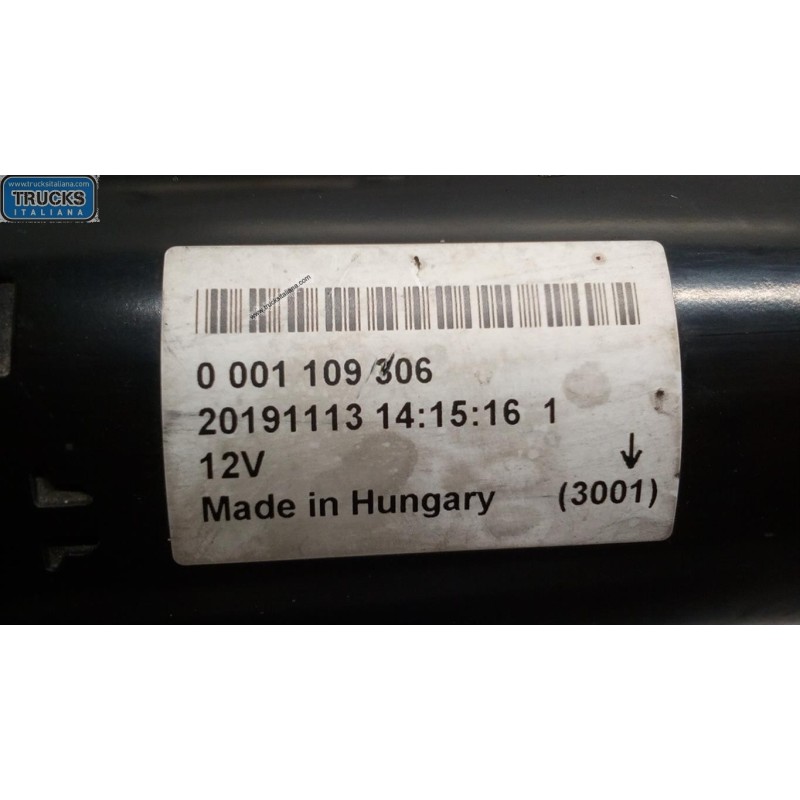 www.trucksitaliana.com
TRUCKS
ITALIANA
www.trucksitaliana.com
0 001 109 306
20191113 14:15:16 1
12V
Made in Hungary (3001)